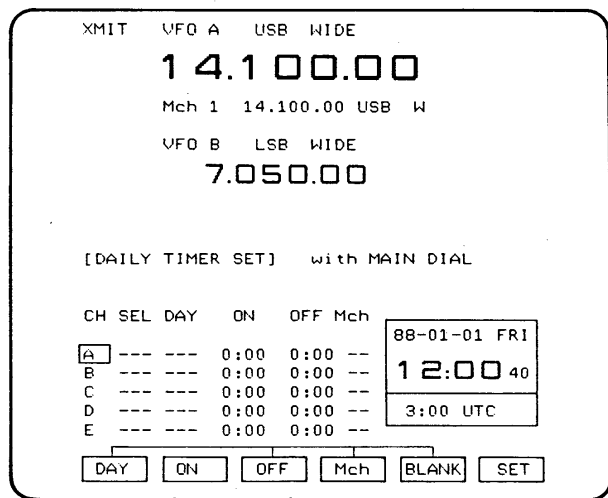 XMIT VFO A USB WIDE
14.100.00
Mch 1 14.100.00 USB W
VFO B LSB WIDE
7.050.00
[DAILY TIMER SET] with MAIN DIAL
CH SEL DAY ON OFF Mch
A --- --- 0:00 0:00 --
B --- --- 0:00 0:00 --
C --- --- 0:00 0:00 --
D --- --- 0:00 0:00 --
E --- --- 0:00 0:00 --
88-01-01 FRI
12:00 40
3:00 UTC
DAY ON OFF Mch BLANK SET